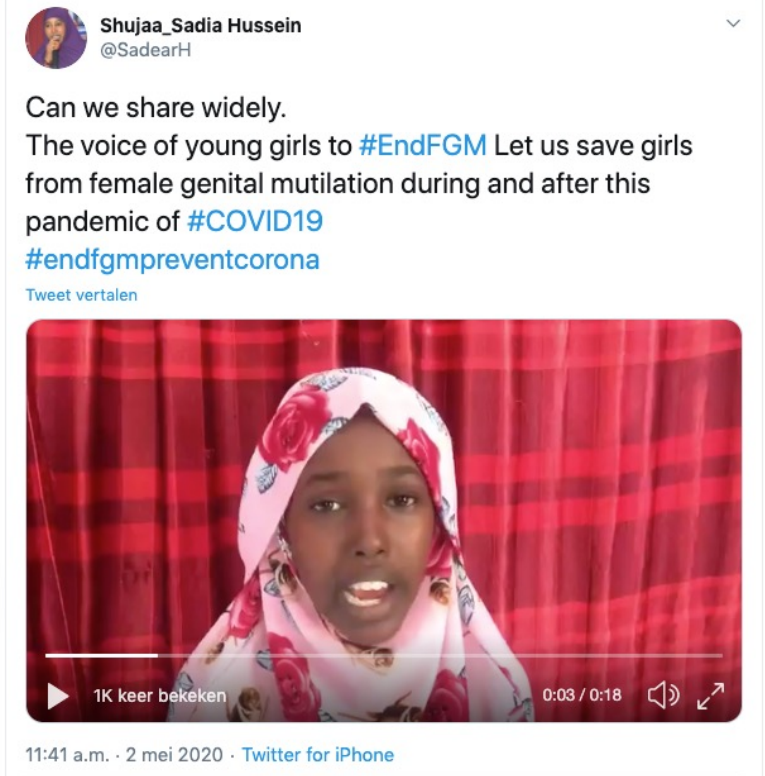 Shujaa_Sadia Hussein
@SadearH
Can we share widely.
The voice of young girls to #EndFGM Let us save girls
from female genital mutilation during and after this
pandemic of #COVID19
#endfgmpreventcorona
Tweet vertalen
1K keer bekeken
0:03 / 0:18
11:41 a.m. · 2 mei 2020 · Twitter for iPhone